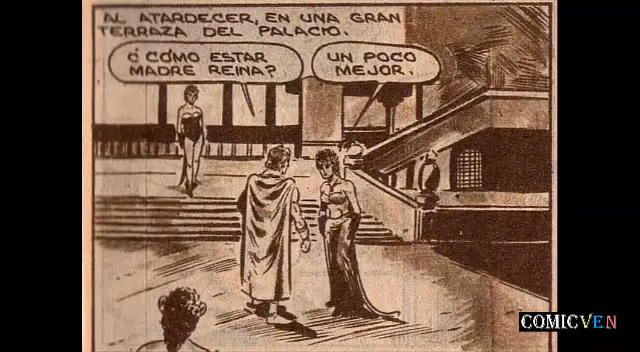 AL ATARDECER, EN UNA GRAN
TERRAZA DEL PALACIO.
¿CÓMO ESTAR
MADRE REINA?
UN POCO
MEJOR.
COMICVEN